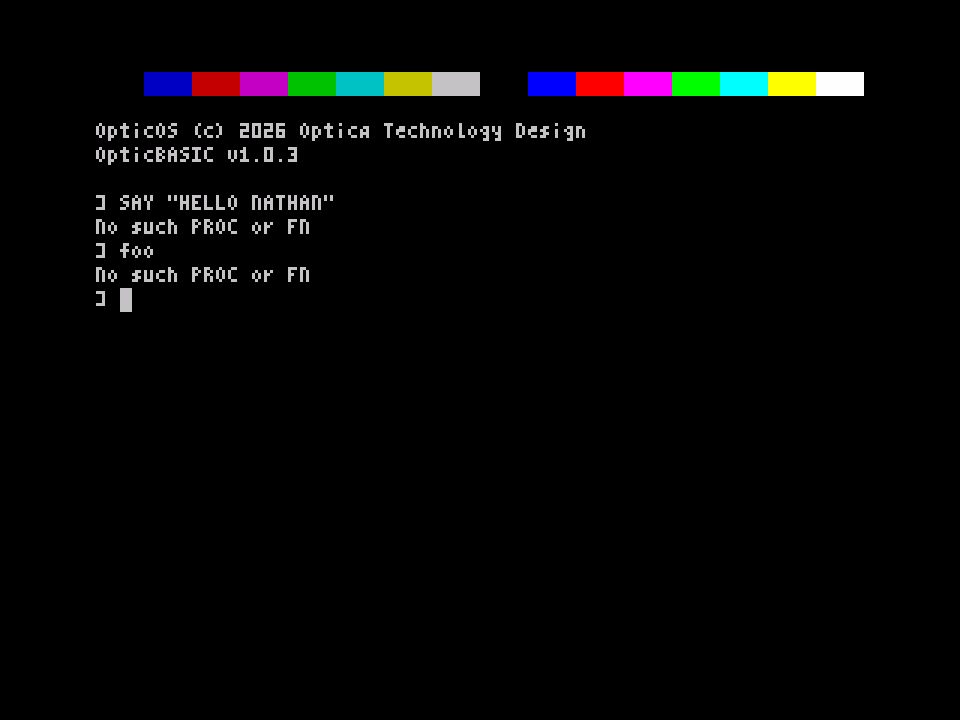 OpticOS (c) 2026 Optica Technology Design
OpticBASIC v1.0.3
] SAY "HELLO NATHAN"
No such PROC or FN
] foo
No such PROC or FN
]